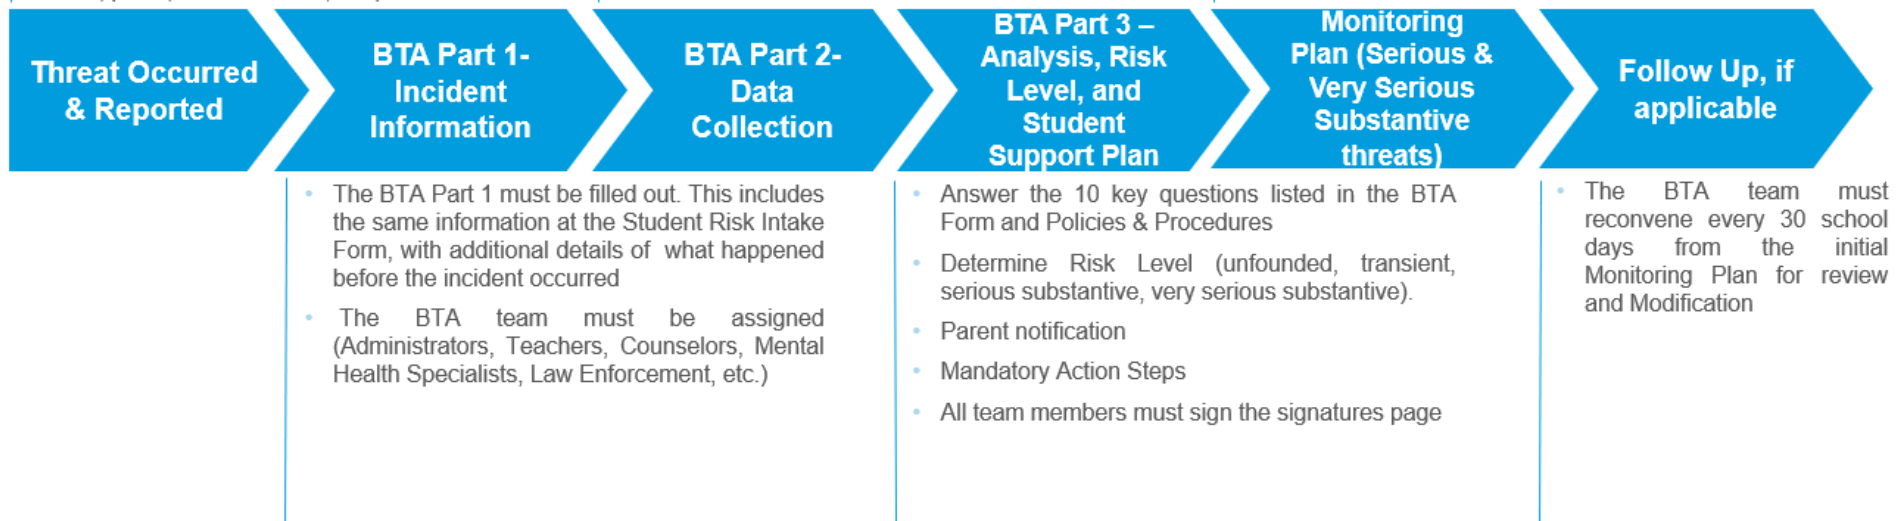 Threat Occurred
& Reported
BTA Part 1-
Incident
Information
BTA Part 2-
Data
Collection
BTA Part 3 –
Analysis, Risk
Level, and
Student
Support Plan
Monitoring
Plan (Serious &
Very Serious
Substantive
threats)
Follow Up, if
applicable
• The BTA Part 1 must be filled out. This includes
the same information at the Student Risk Intake
Form, with additional details of what happened
before the incident occurred
• The BTA team must be assigned
(Administrators, Teachers, Counselors, Mental
Health Specialists, Law Enforcement, etc.)
• Answer the 10 key questions listed in the BTA
Form and Policies & Procedures
• Determine Risk Level (unfounded, transient,
serious substantive, very serious substantive).
• Parent notification
• Mandatory Action Steps
• All team members must sign the signatures page
• The BTA team must
reconvene every 30 school
days from the initial
Monitoring Plan for review
and Modification